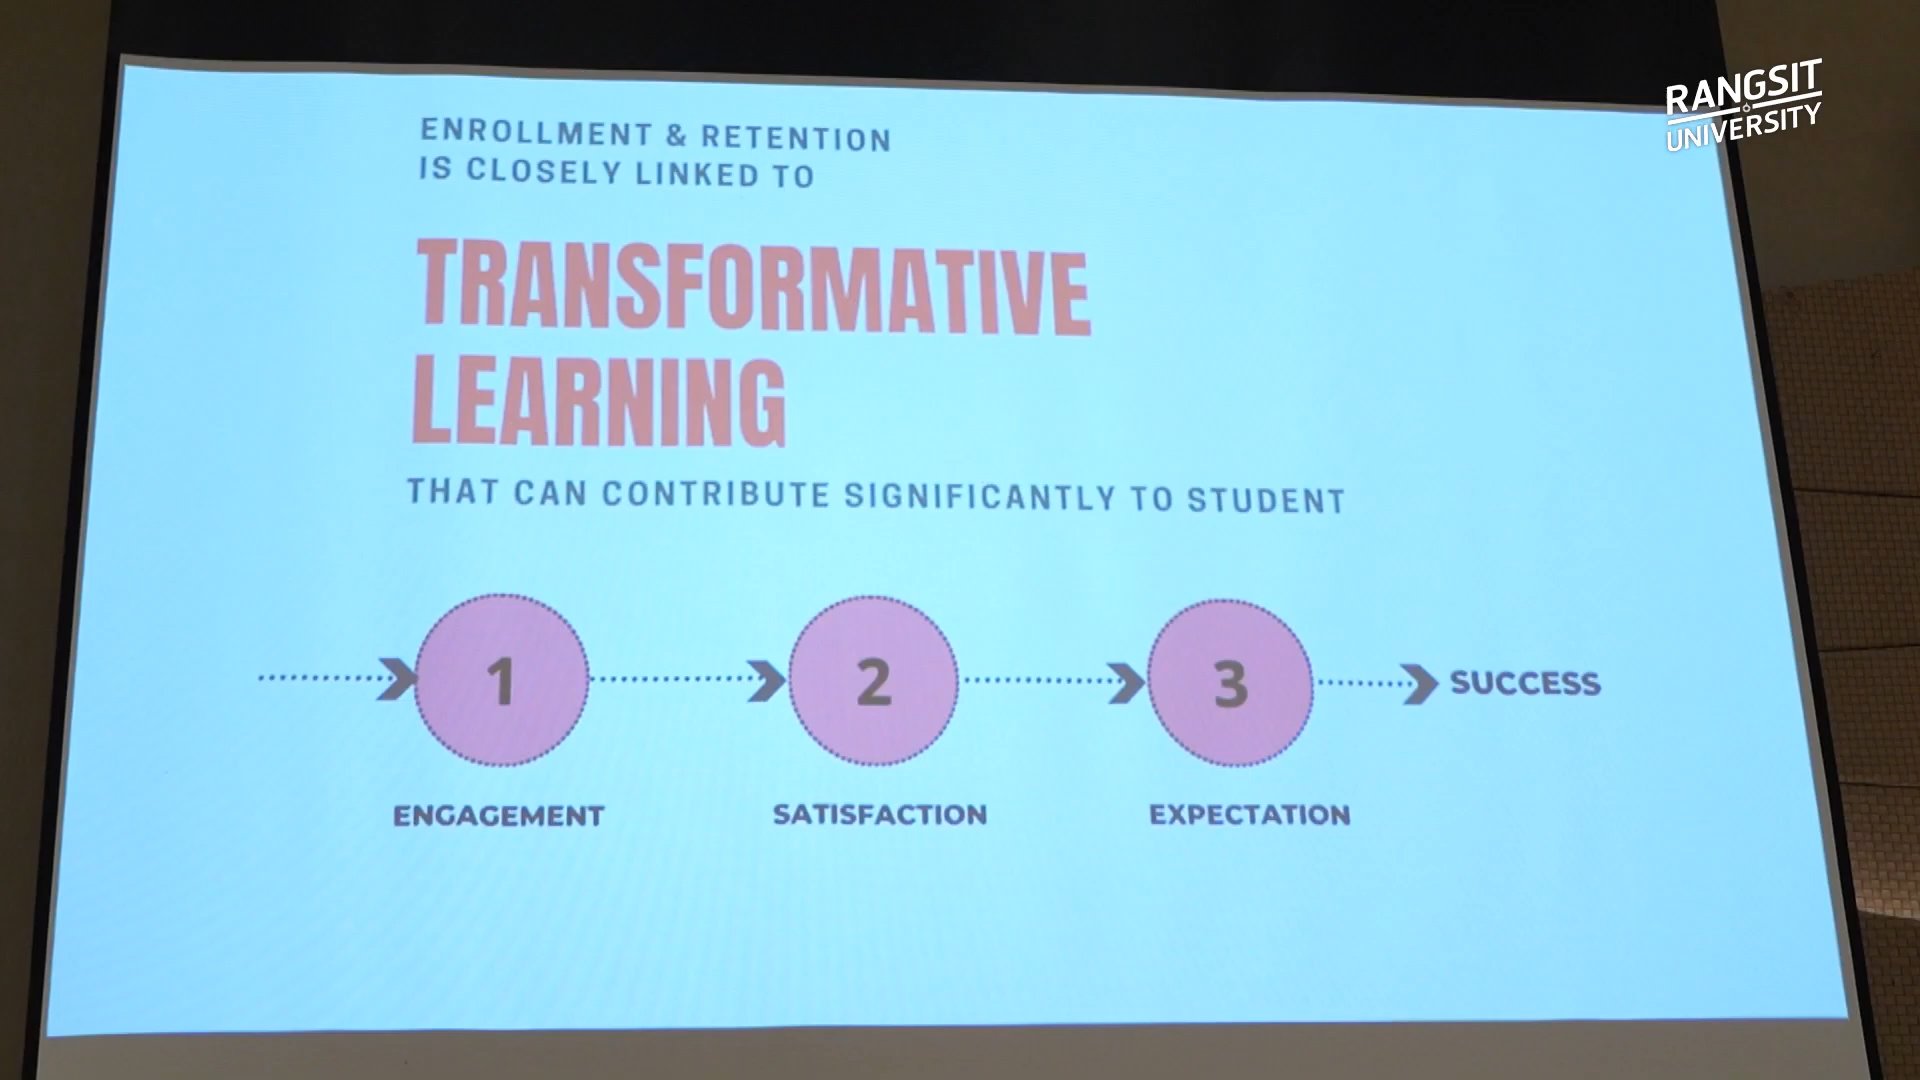 RANGSIT
UNIVERSITY
ENROLLMENT & RETENTION
IS CLOSELY LINKED TO
TRANSFORMATIVE
LEARNING
THAT CAN CONTRIBUTE SIGNIFICANTLY TO STUDENT
1
2
3
SUCCESS
ENGAGEMENT
SATISFACTION
EXPECTATION